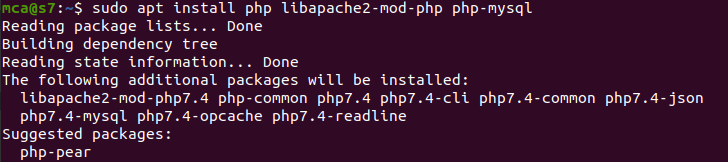 mca@s7:~$ sudo apt install php libapache2-mod-php php-mysql
Reading package lists... Done
Building dependency tree
Reading state information... Done
The following additional packages will be installed:
  libapache2-mod-php7.4 php-common php7.4 php7.4-cli php7.4-common php7.4-json
  php7.4-mysql php7.4-opcache php7.4-readline
Suggested packages:
  php-pear